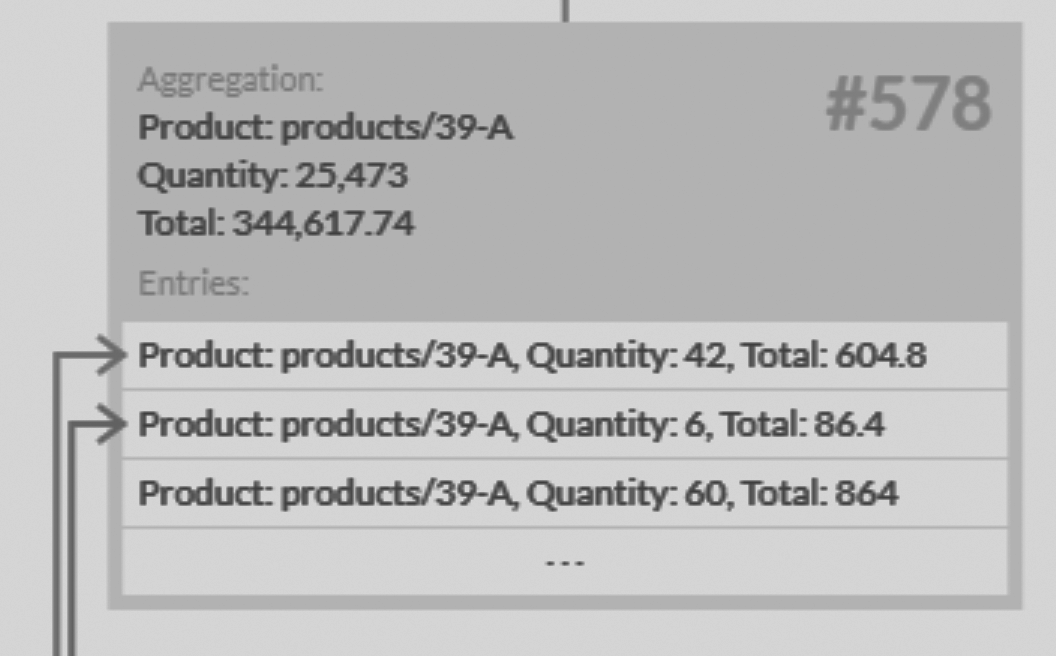 Aggregation:
#578
Product: products/39-A
Quantity: 25,473
Total: 344,617.74
Entries:
Product: products/39-A, Quantity: 42, Total: 604.8
Product: products/39-A, Quantity: 6, Total: 86.4
Product: products/39-A, Quantity: 60, Total: 864
---